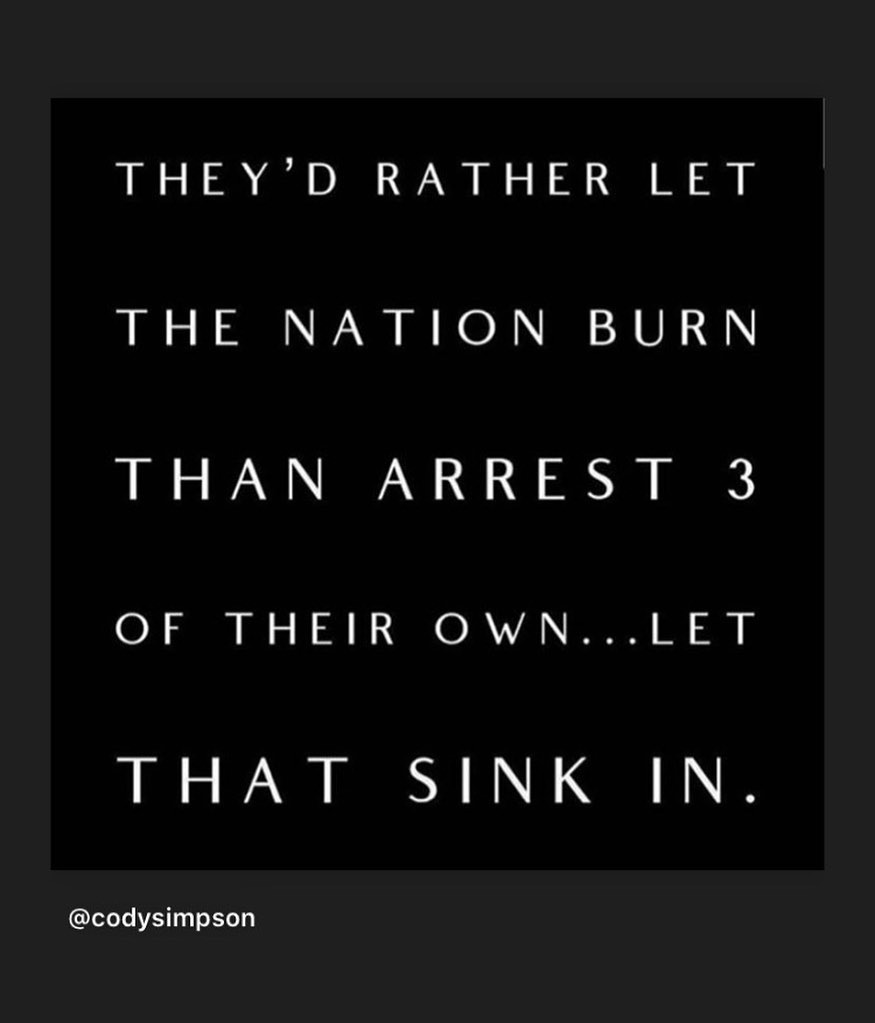 THEY’D RATHER LET
THE NATION BURN
THAN ARREST 3
OF THEIR OWN...LET
THAT SINK IN.
@codysimpson